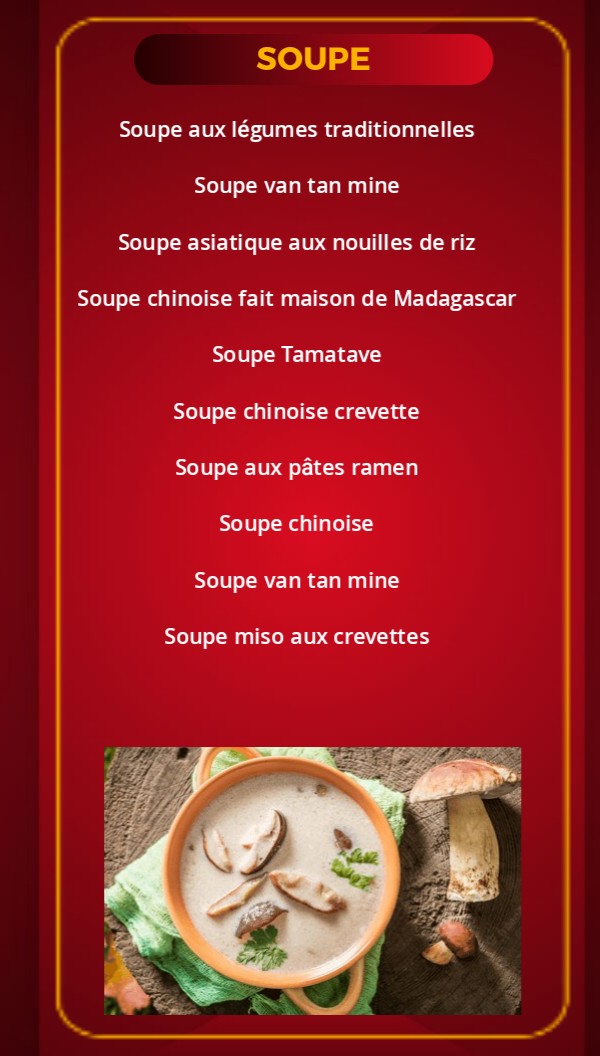 SOUPE
Soupe aux légumes traditionnelles
Soupe van tan mine
Soupe asiatique aux nouilles de riz
Soupe chinoise fait maison de Madagascar
Soupe Tamatave
Soupe chinoise crevette
Soupe aux pâtes ramen
Soupe chinoise
Soupe van tan mine
Soupe miso aux crevettes